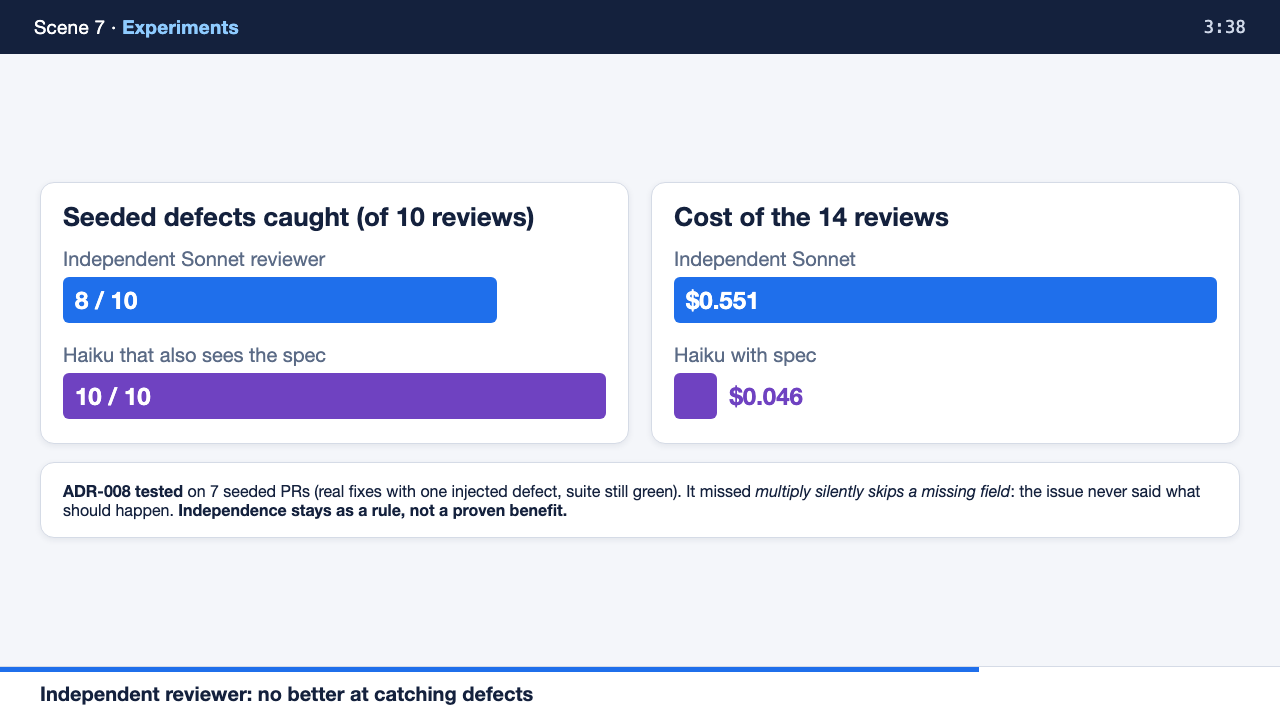 Scene 7 · Experiments
3:38
Seeded defects caught (of 10 reviews)
Independent Sonnet reviewer
8 / 10
Haiku that also sees the spec
10 / 10
Cost of the 14 reviews
Independent Sonnet
$0.551
Haiku with spec
$0.046
ADR-008 tested on 7 seeded PRs (real fixes with one injected defect, suite still green). It missed multiply silently skips a missing field: the issue never said what
should happen. Independence stays as a rule, not a proven benefit.
Independent reviewer: no better at catching defects